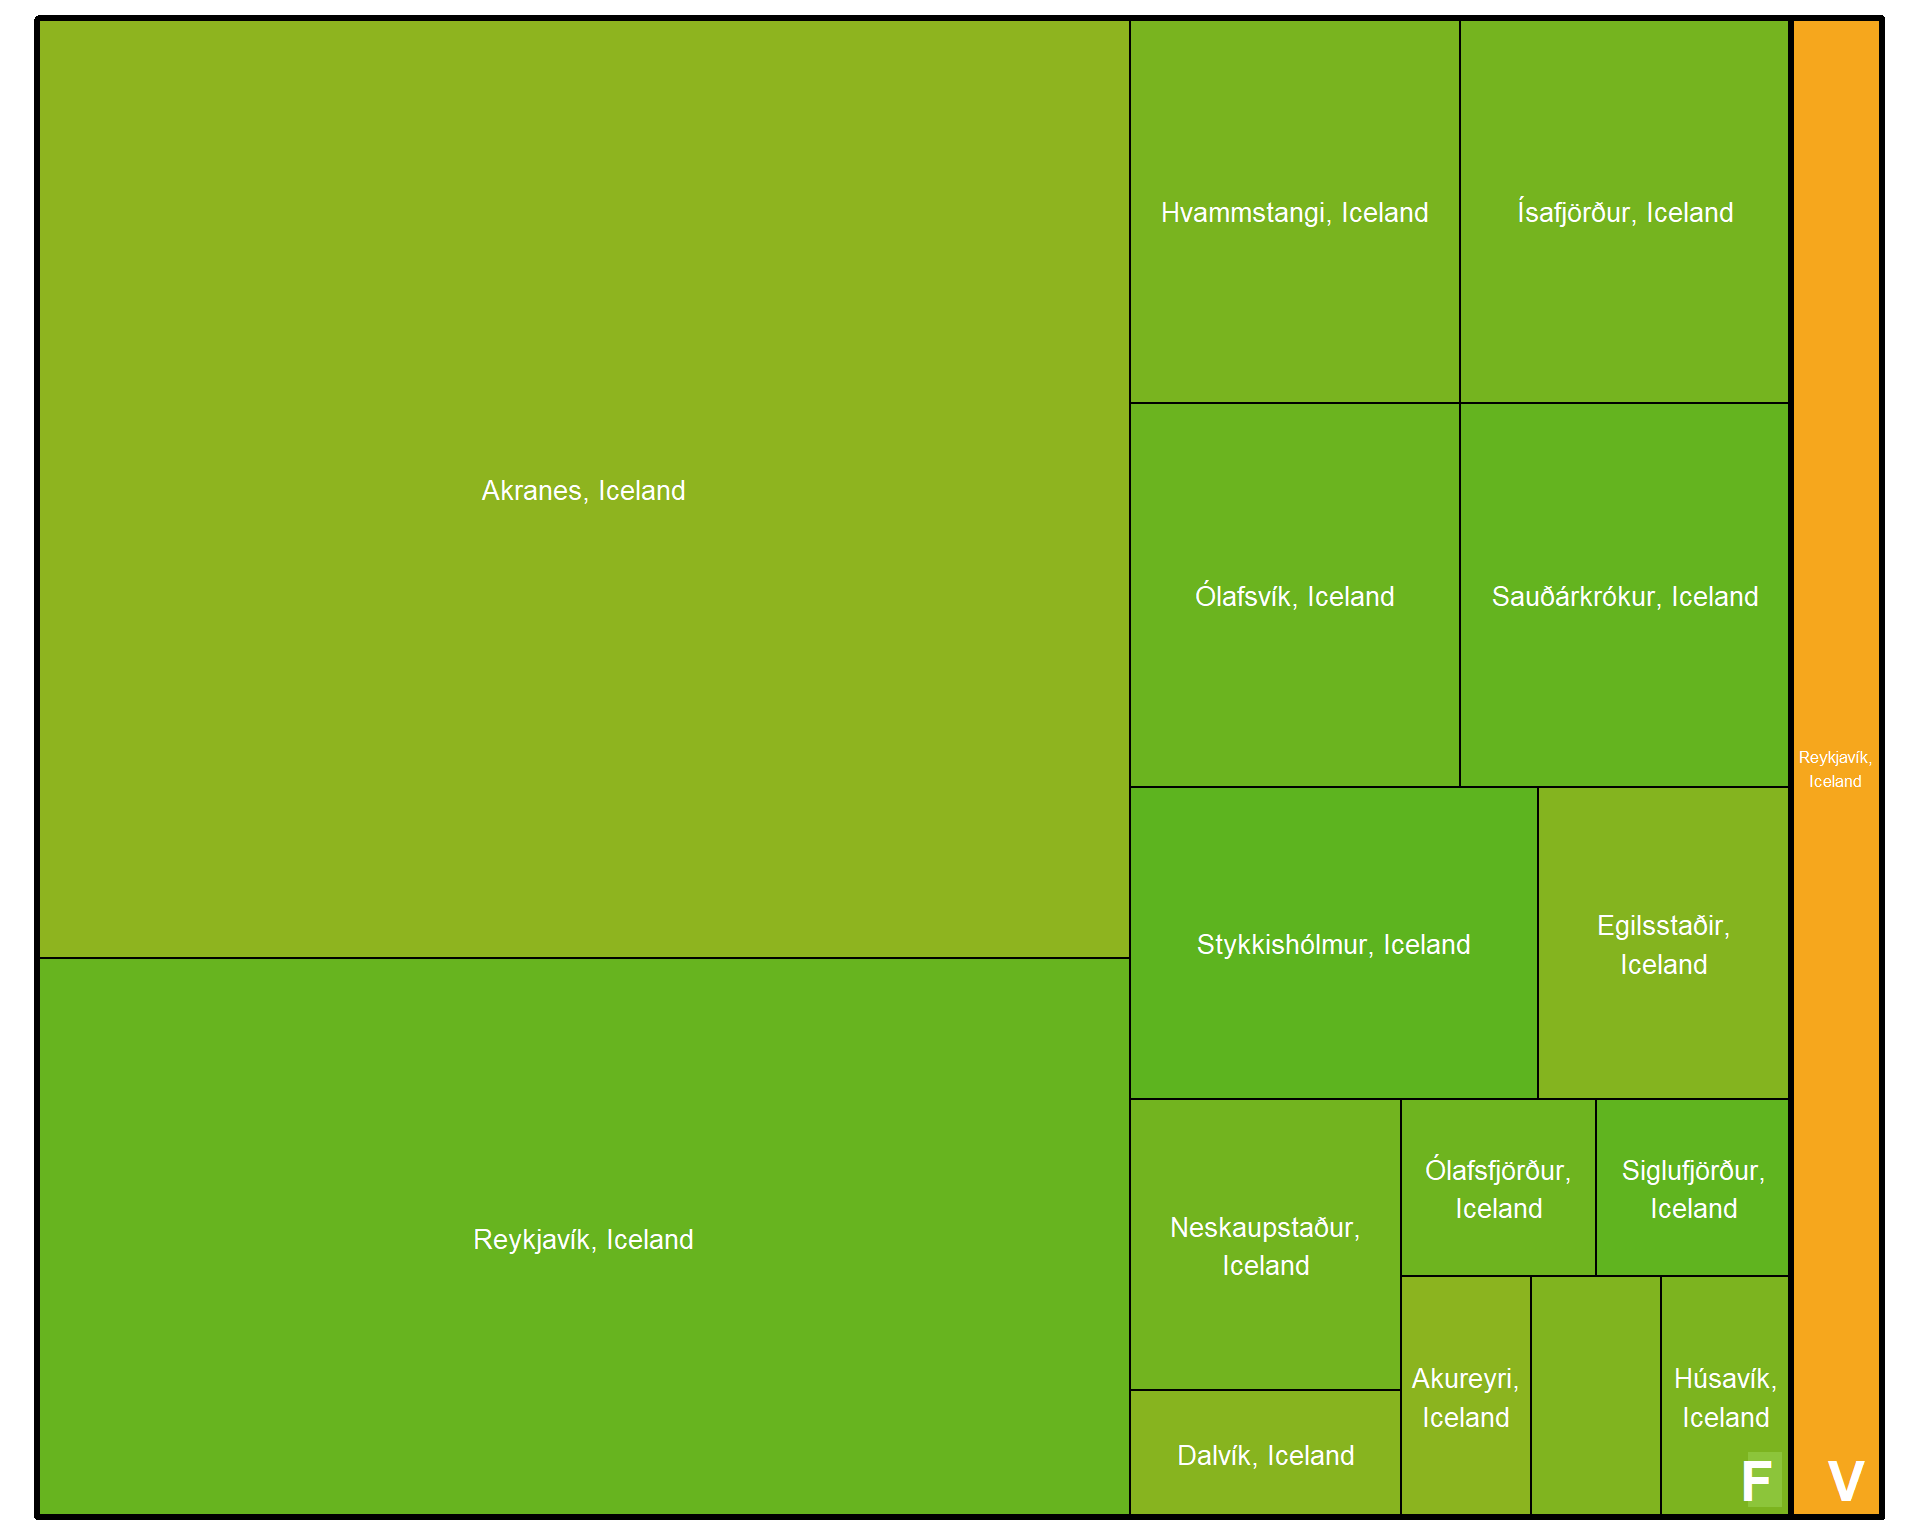 Akranes, Iceland
Reykjavík, Iceland
Hvammstangi, Iceland
Ísafjörður, Iceland
Ólafsvík, Iceland
Sauðárkrókur, Iceland
Stykkishólmur, Iceland
Egilsstaðir,
Iceland
Neskaupstaður,
Iceland
Ólafsfjörður,
Iceland
Siglufjörður,
Iceland
Dalvík, Iceland
Akureyri,
Iceland
Húsavík,
Iceland
F
Reykjavík,
Iceland
V